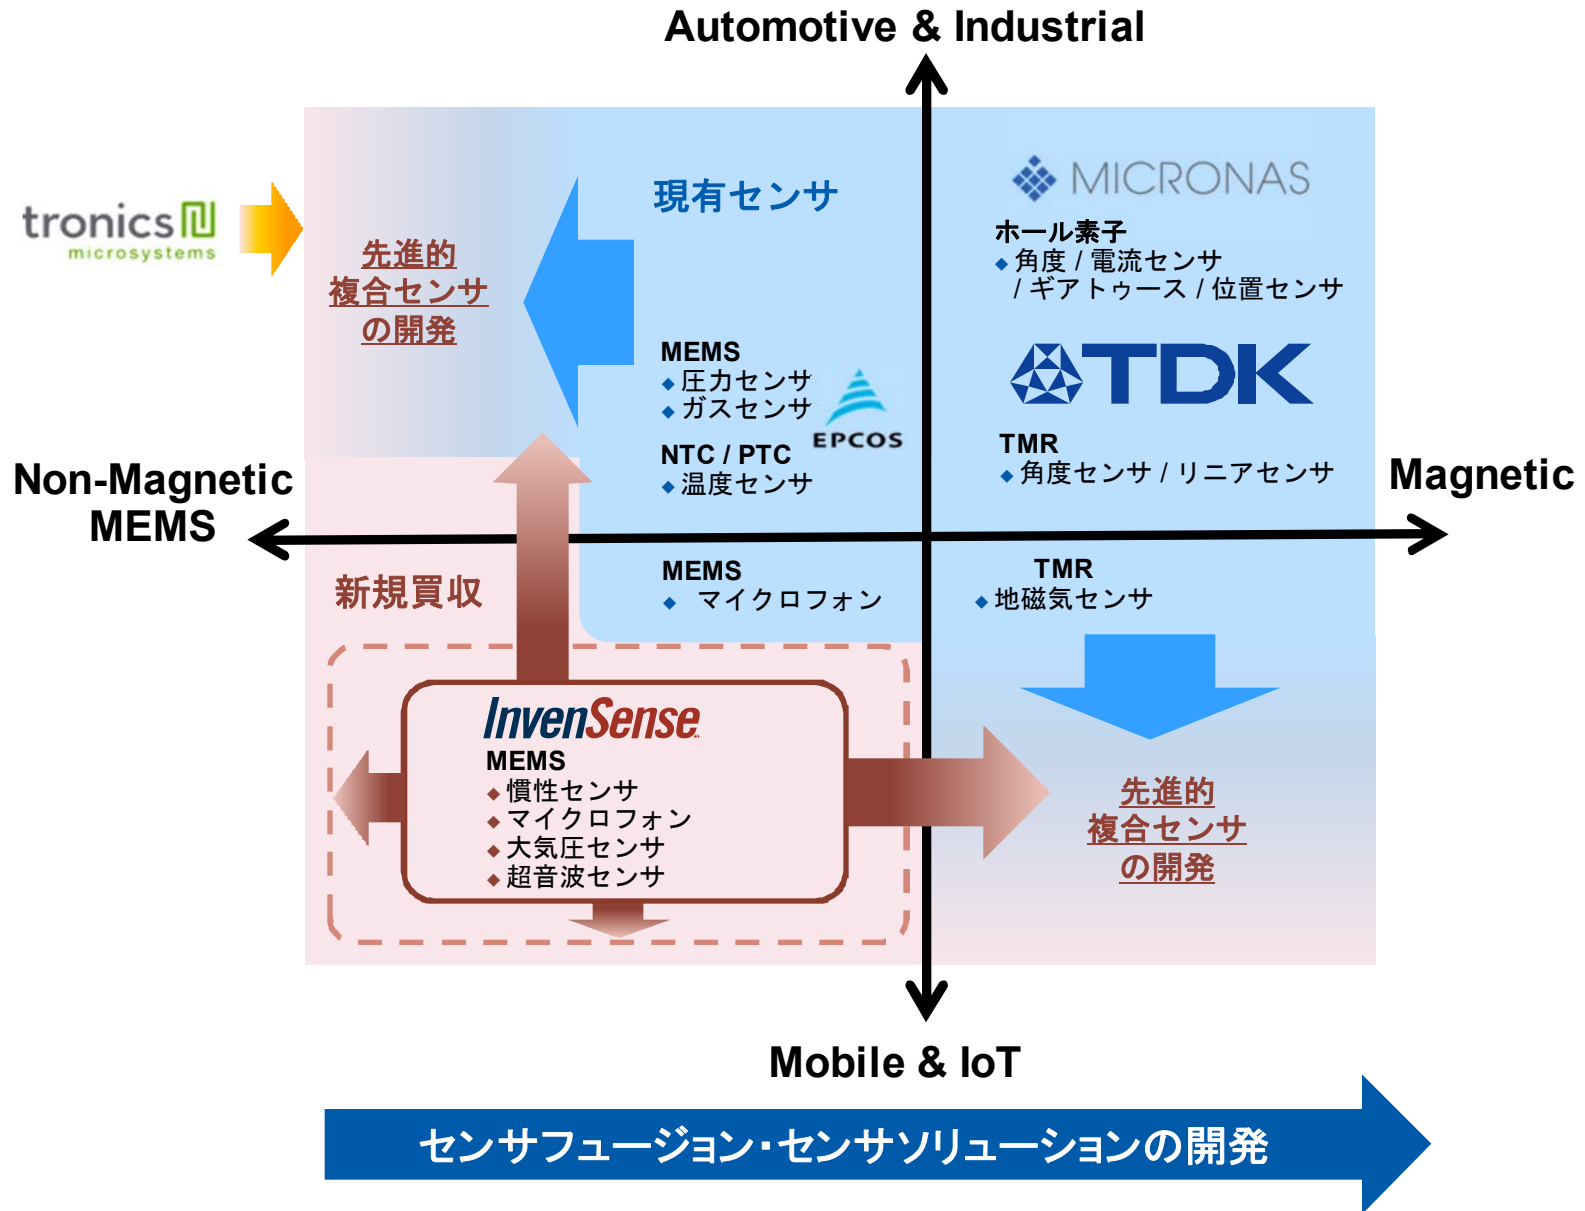 Automotive & Industrial
tronics
microsystems
先進的
複合センサ
の開発
現有センサ
MEMS
◆ 圧力センサ
◆ ガスセンサ
EPCOS
NTC / PTC
◆ 温度センサ
MICRONAS
ホール素子
◆ 角度 / 電流センサ
/ ギアトゥース / 位置センサ
TDK
TMR
◆ 角度センサ / リニアセンサ
Non-Magnetic
MEMS
Magnetic
新規買収
MEMS
◆ マイクロフォン
TMR
◆ 地磁気センサ
InvenSense
MEMS
◆ 慣性センサ
◆ マイクロフォン
◆ 大気圧センサ
◆ 超音波センサ
先進的
複合センサ
の開発
Mobile & IoT
センサフュージョン・センサソリューションの開発